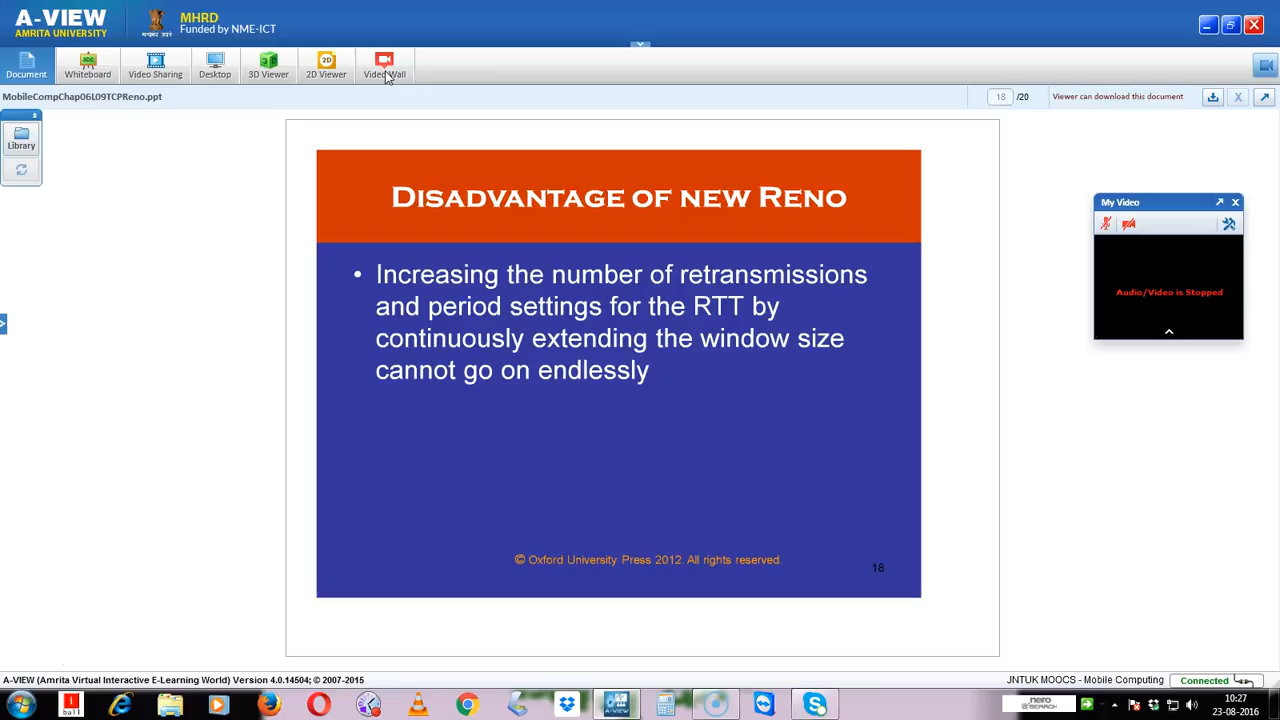 A-VIEW
AMRITA UNIVERSITY
MHRD
Funded by NME-ICT
Document
Whiteboard
Video Sharing
Desktop
3D Viewer
2D Viewer
Video Wall
MobileCompChap06L09TCPReno.ppt
18 /20
Viewer can download this document
Library
Disadvantage of new Reno
• Increasing the number of retransmissions
and period settings for the RTT by
continuously extending the window size
cannot go on endlessly
© Oxford University Press 2012. All rights reserved.
18
My Video
Audio/Video is Stopped
A-VIEW (Amrita Virtual Interactive E-Learning World) Version 4.0.14504; © 2007-2015
JNTUK MOOCS - Mobile Computing
Connected
10:27
23-08-2016